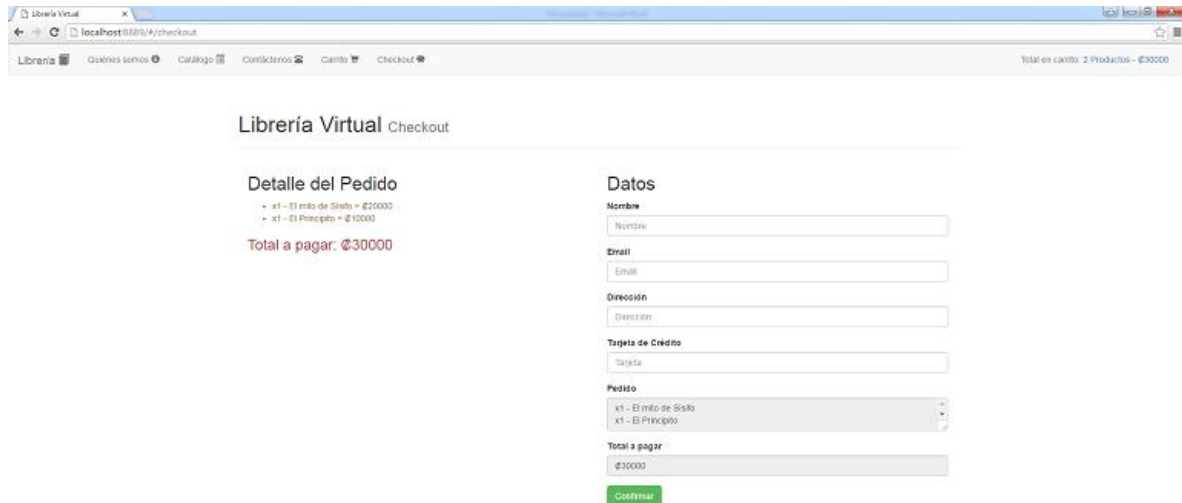 Librería Virtual
localhost:8889/#/checkout
Librería Quiénes somos Catálogo Contáctenos Carrito Checkout Total en carrito: 2 Productos - ₡30000
Librería Virtual Checkout
Detalle del Pedido
x1 - El mito de Sísifo = ₡20000
x1 - El Principito = ₡10000
Total a pagar: ₡30000
Datos
Nombre
Nombre
Email
Email
Dirección
Dirección
Tarjeta de Crédito
Tarjeta
Pedido
x1 - El mito de Sísifo
x1 - El Principito
Total a pagar
₡30000
Confirmar